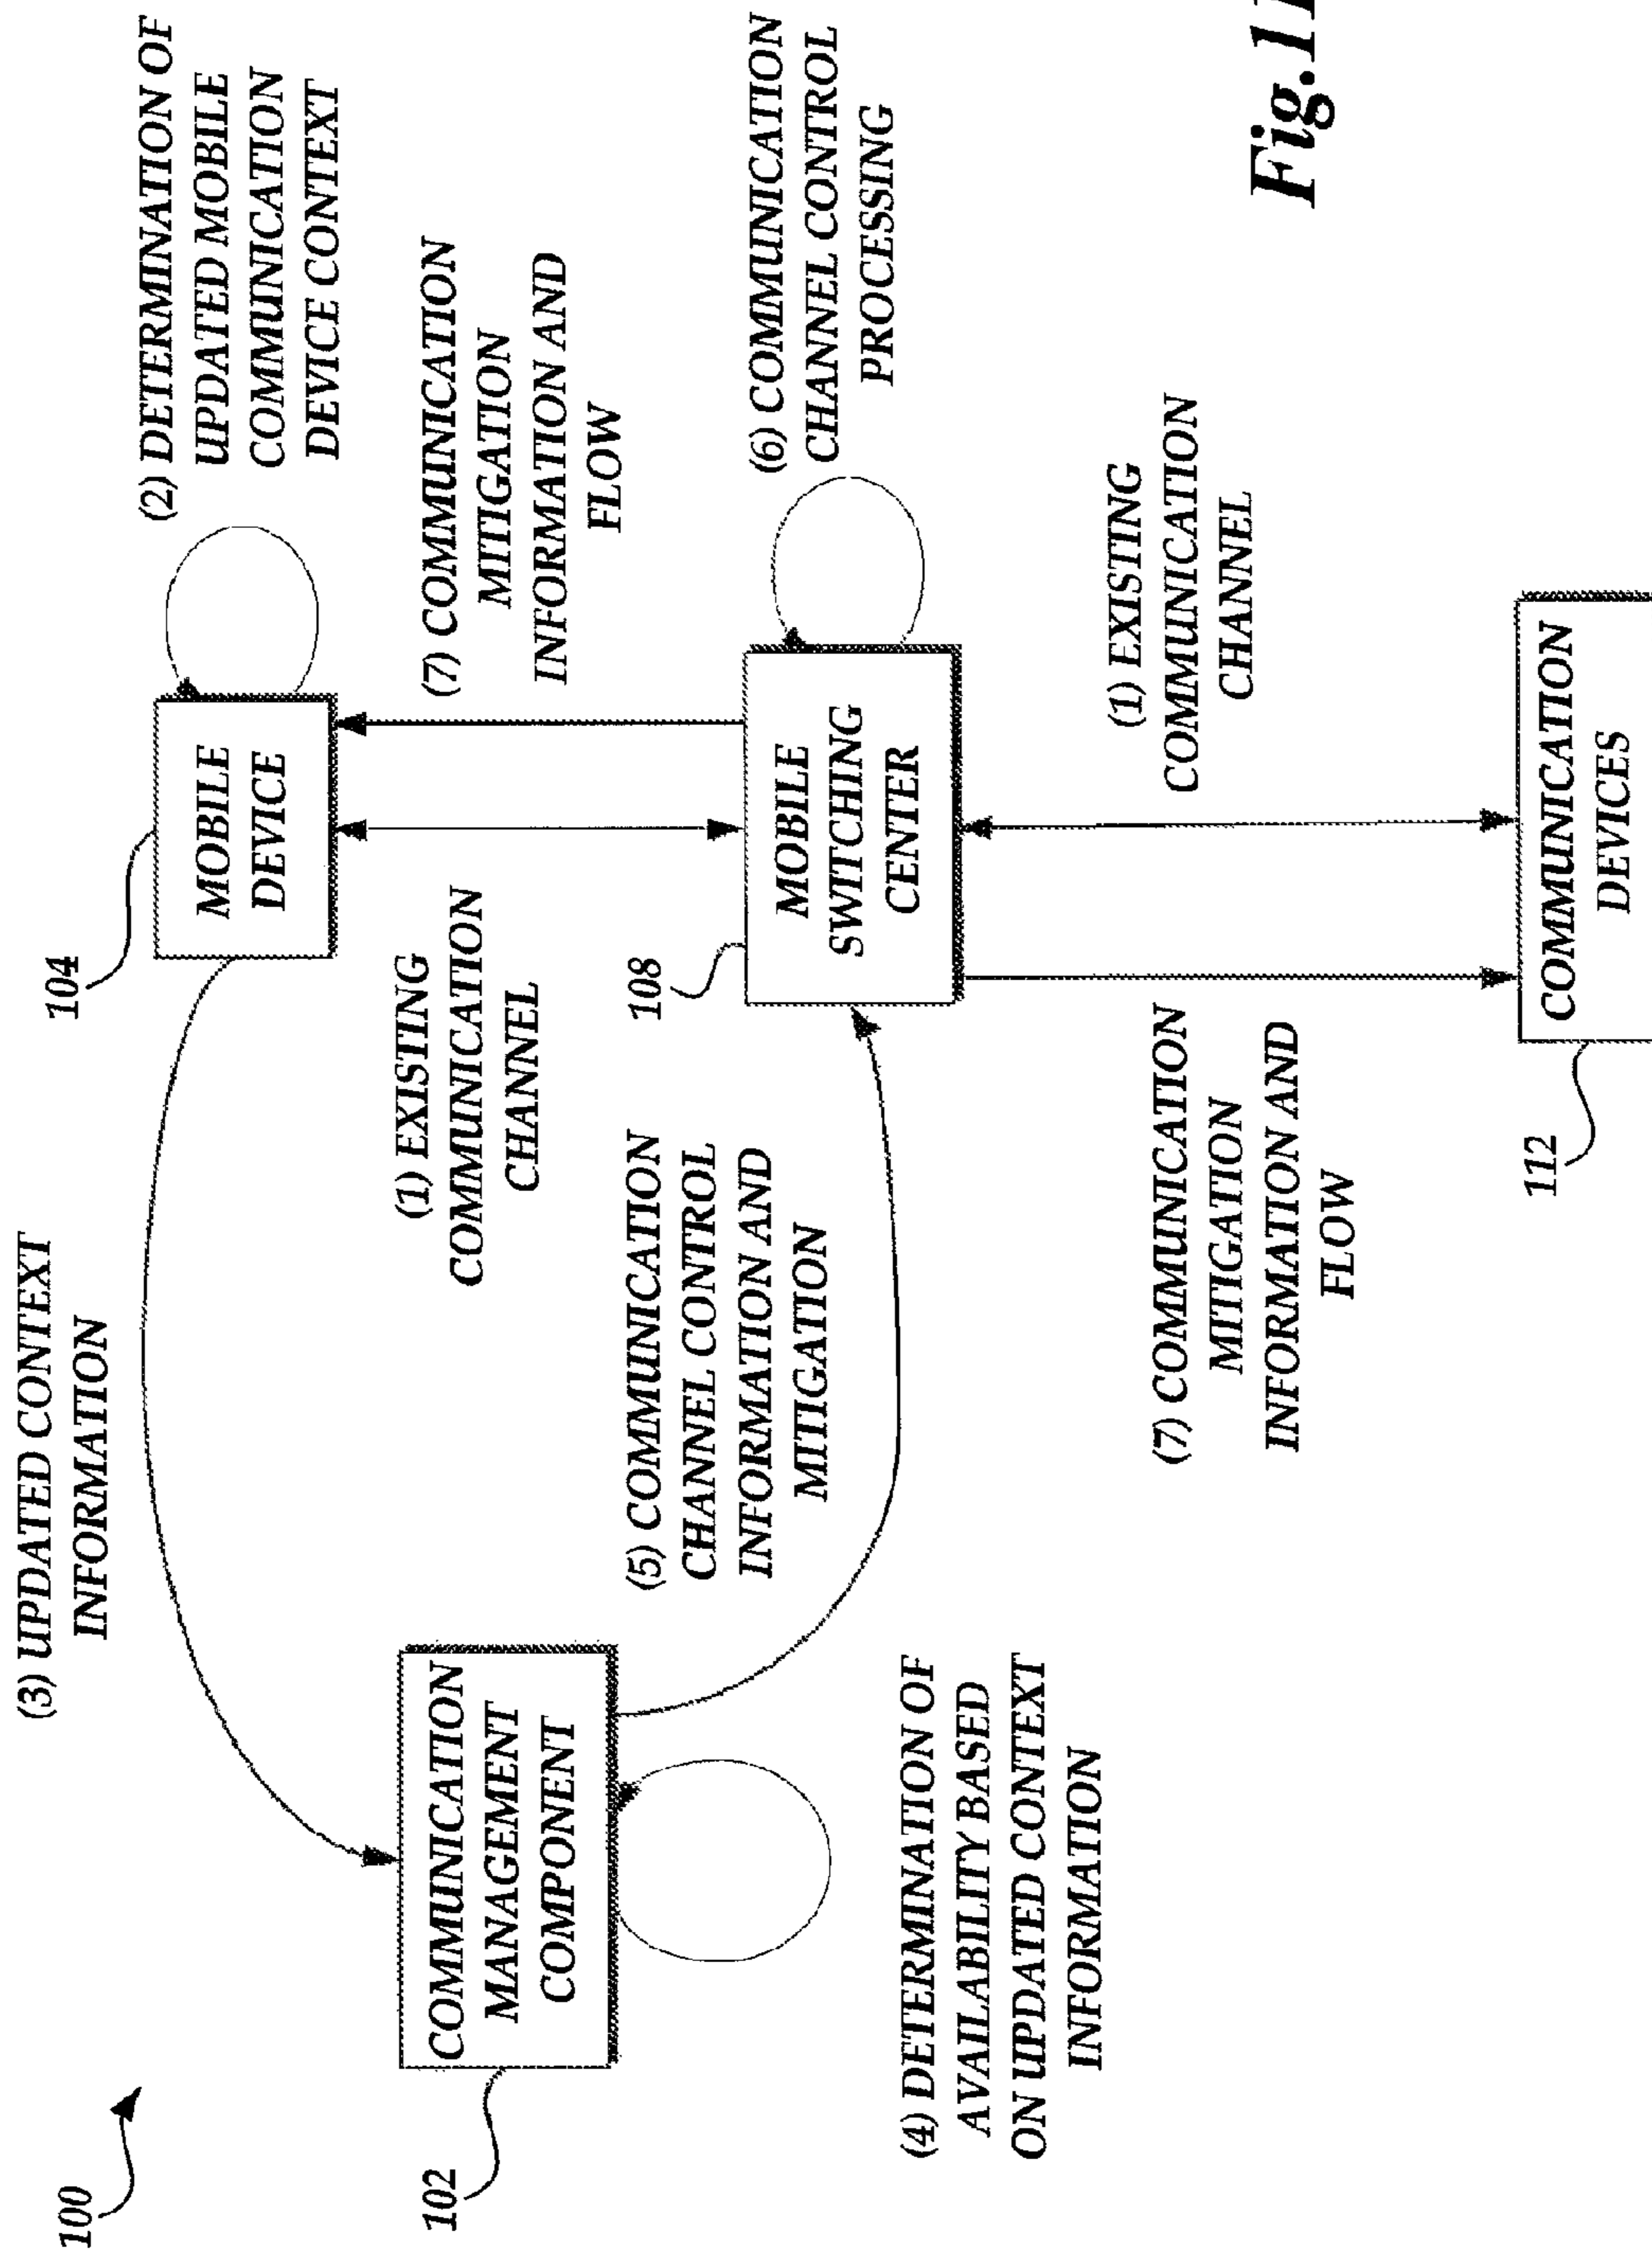 100
(3) UPDATED CONTEXT
INFORMATION
104
(2) DETERMINATION OF
UPDATED MOBILE
COMMUNICATION
DEVICE CONTEXT
MOBILE
DEVICE
102
COMMUNICATION
MANAGEMENT
COMPONENT
(1) EXISTING
COMMUNICATION
CHANNEL
(7) COMMUNICATION
MITIGATION
INFORMATION AND
FLOW
(5) COMMUNICATION
CHANNEL CONTROL
INFORMATION AND
MITIGATION
108
MOBILE
SWITCHING
CENTER
(6) COMMUNICATION
CHANNEL CONTROL
PROCESSING
(4) DETERMINATION OF
AVAILABILITY BASED
ON UPDATED CONTEXT
INFORMATION
(7) COMMUNICATION
MITIGATION
INFORMATION AND
FLOW
(1) EXISTING
COMMUNICATION
CHANNEL
112
COMMUNICATION
DEVICES